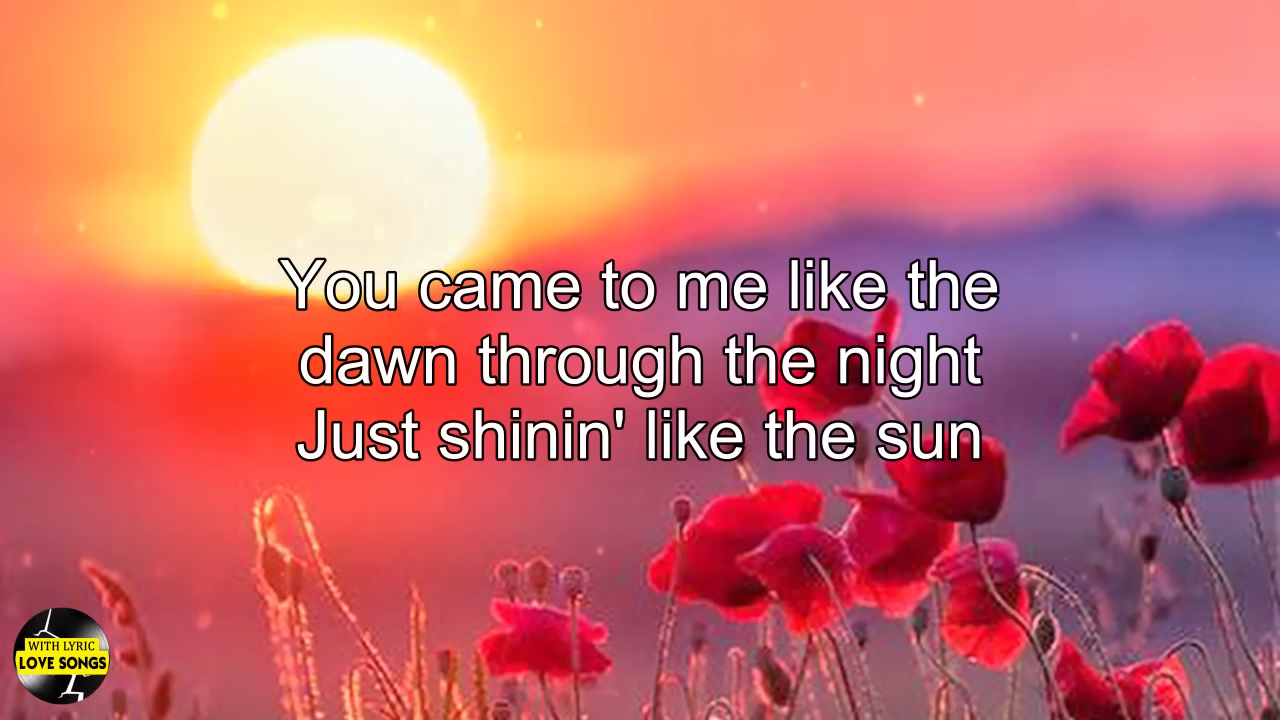 You came to me like the
dawn through the night
Just shinin' like the sun
WITH LYRIC
LOVE SONGS